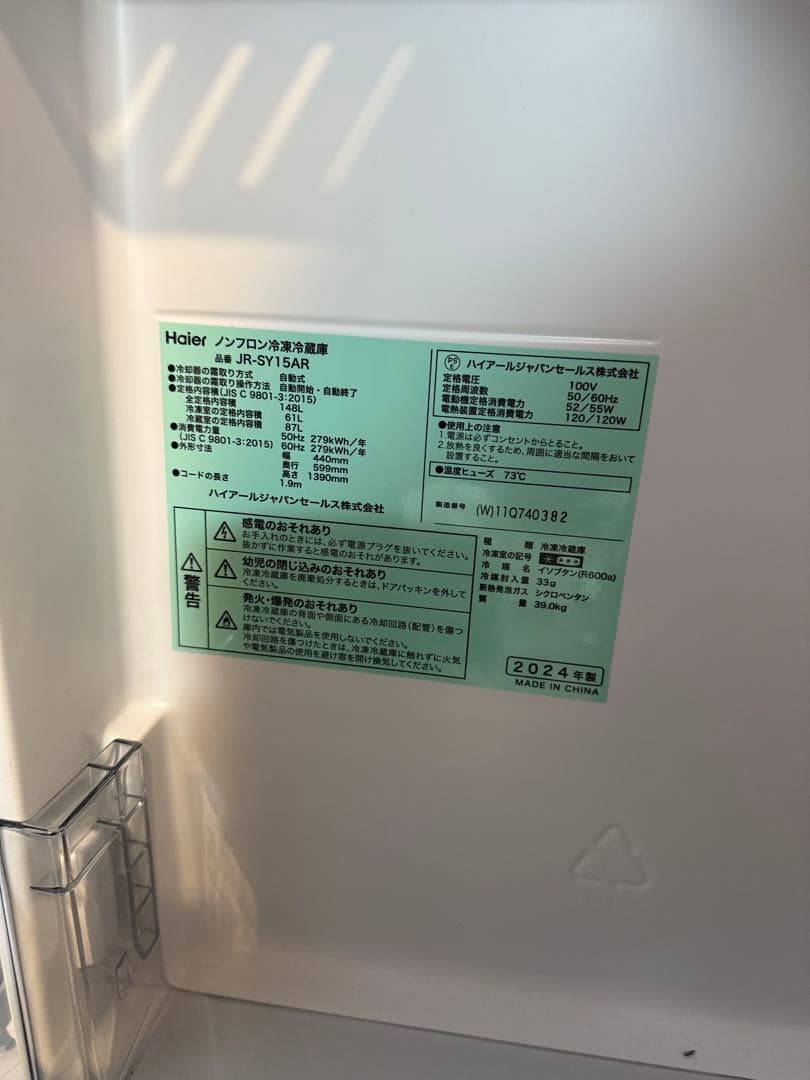 Haier ノンフロン冷凍冷蔵庫
品番 JR-SY15AR
●冷却器の霜取り方式 自動式
●冷却器の霜取り操作方法 自動開始・自動終了
●定格内容積(JIS C 9801-3:2015)
全定格内容積 148L
冷凍室の定格内容積 61L
冷蔵室の定格内容積 87L
●消費電力量 50Hz 279kWh/年
(JIS C 9801-3:2015) 60Hz 279kWh/年
●外形寸法 幅 440mm
奥行 599mm
高さ 1390mm
●コードの長さ 1.9m
ハイアールジャパンセールス株式会社
PS
E
ハイアールジャパンセールス株式会社
定格電圧 100V
定格周波数 50/60Hz
電動機定格消費電力 52/55W
電熱装置定格消費電力 120/120W
●使用上の注意
1.電源は必ずコンセントからとること。
2.放熱を良くするため、周囲に適当な間隔をおいて
設置すること。
●温度ヒューズ 73℃
製造番号 (W)11Q740382
警告
感電のおそれあり
お手入れのときには、必ず電源プラグを抜いてください。
抜かずに作業すると感電のおそれがあります。
幼児の閉じ込めのおそれあり
冷凍冷蔵庫を廃棄処分するときは、ドアパッキンを外して
ください。
発火・爆発のおそれあり
冷凍冷蔵庫の背面や側面にある冷却回路(配管)を傷つ
けないでください。
庫内では電気製品を使用しないでください。
冷却回路を傷つけたときは、冷凍冷蔵庫に触れずに火気
や電気製品の使用を避け窓を開け換気してください。
種類 冷凍冷蔵庫
冷凍室の記号
冷媒名 イソブタン(R600a)
冷媒封入量 33g
断熱発泡ガス シクロペンタン
質量 39.0kg
2024年製
MADE IN CHINA